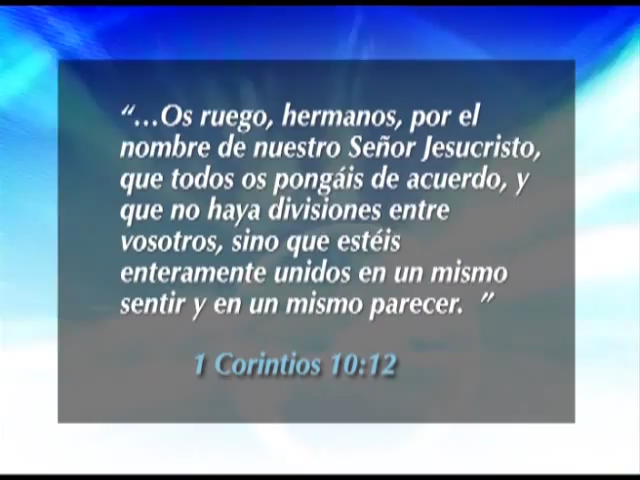 “...Os ruego, hermanos, por el
nombre de nuestro Señor Jesucristo,
que todos os pongáis de acuerdo, y
que no haya divisiones entre
vosotros, sino que estéis
enteramente unidos en un mismo
sentir y en un mismo parecer. ”
1 Corintios 10:12